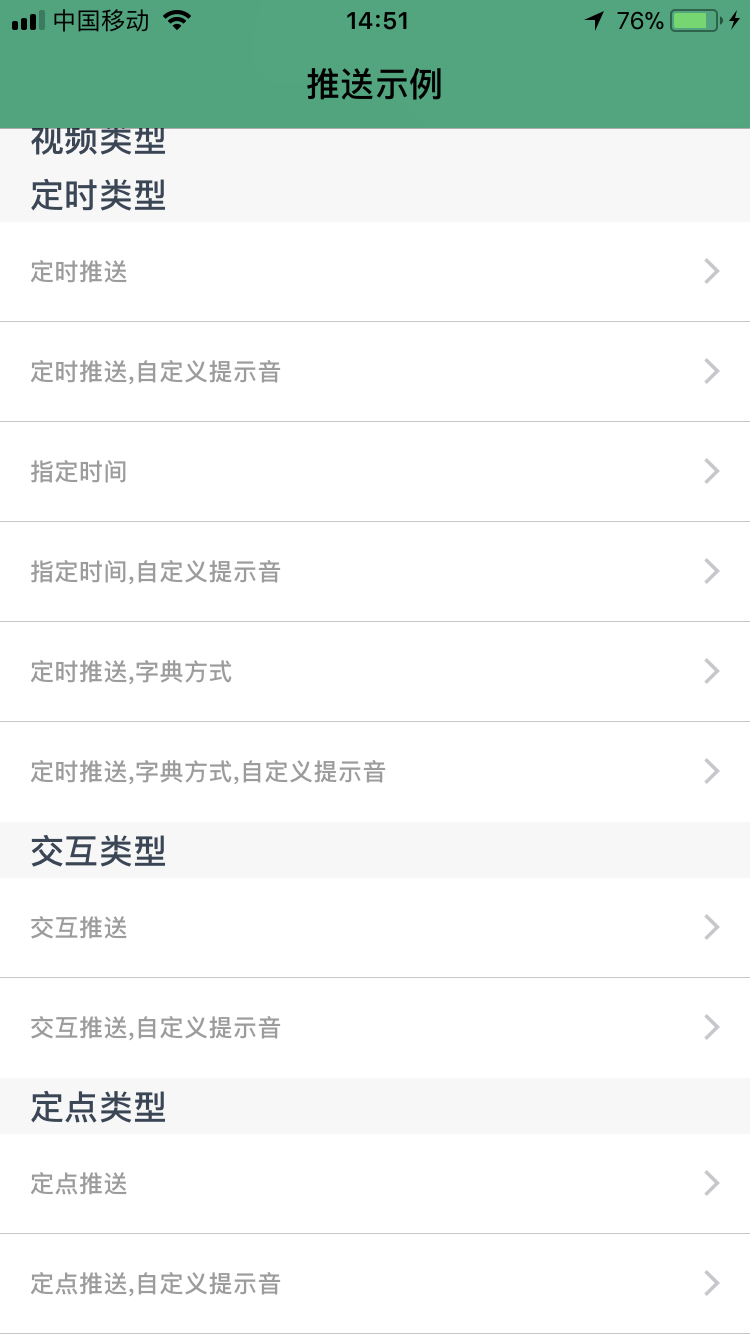 中国移动 14:51 76%
推送示例
视频类型
定时类型
定时推送
定时推送,自定义提示音
指定时间
指定时间,自定义提示音
定时推送,字典方式
定时推送,字典方式,自定义提示音
交互类型
交互推送
交互推送,自定义提示音
定点类型
定点推送
定点推送,自定义提示音